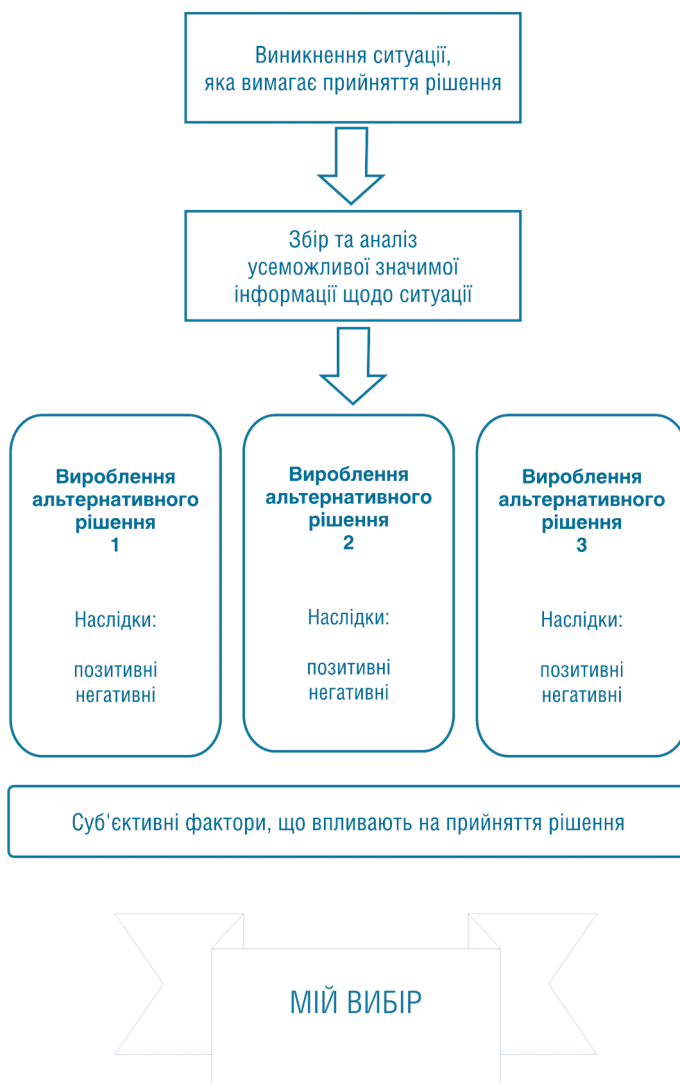 Виникнення ситуації,
яка вимагає прийняття рішення
Збір та аналіз
усеможливої значимої
інформації щодо ситуації
Вироблення
альтернативного
рішення
1
Наслідки:
позитивні
негативні
Вироблення
альтернативного
рішення
2
Наслідки:
позитивні
негативні
Вироблення
альтернативного
рішення
3
Наслідки:
позитивні
негативні
Суб'єктивні фактори, що впливають на прийняття рішення
МІЙ ВИБІР